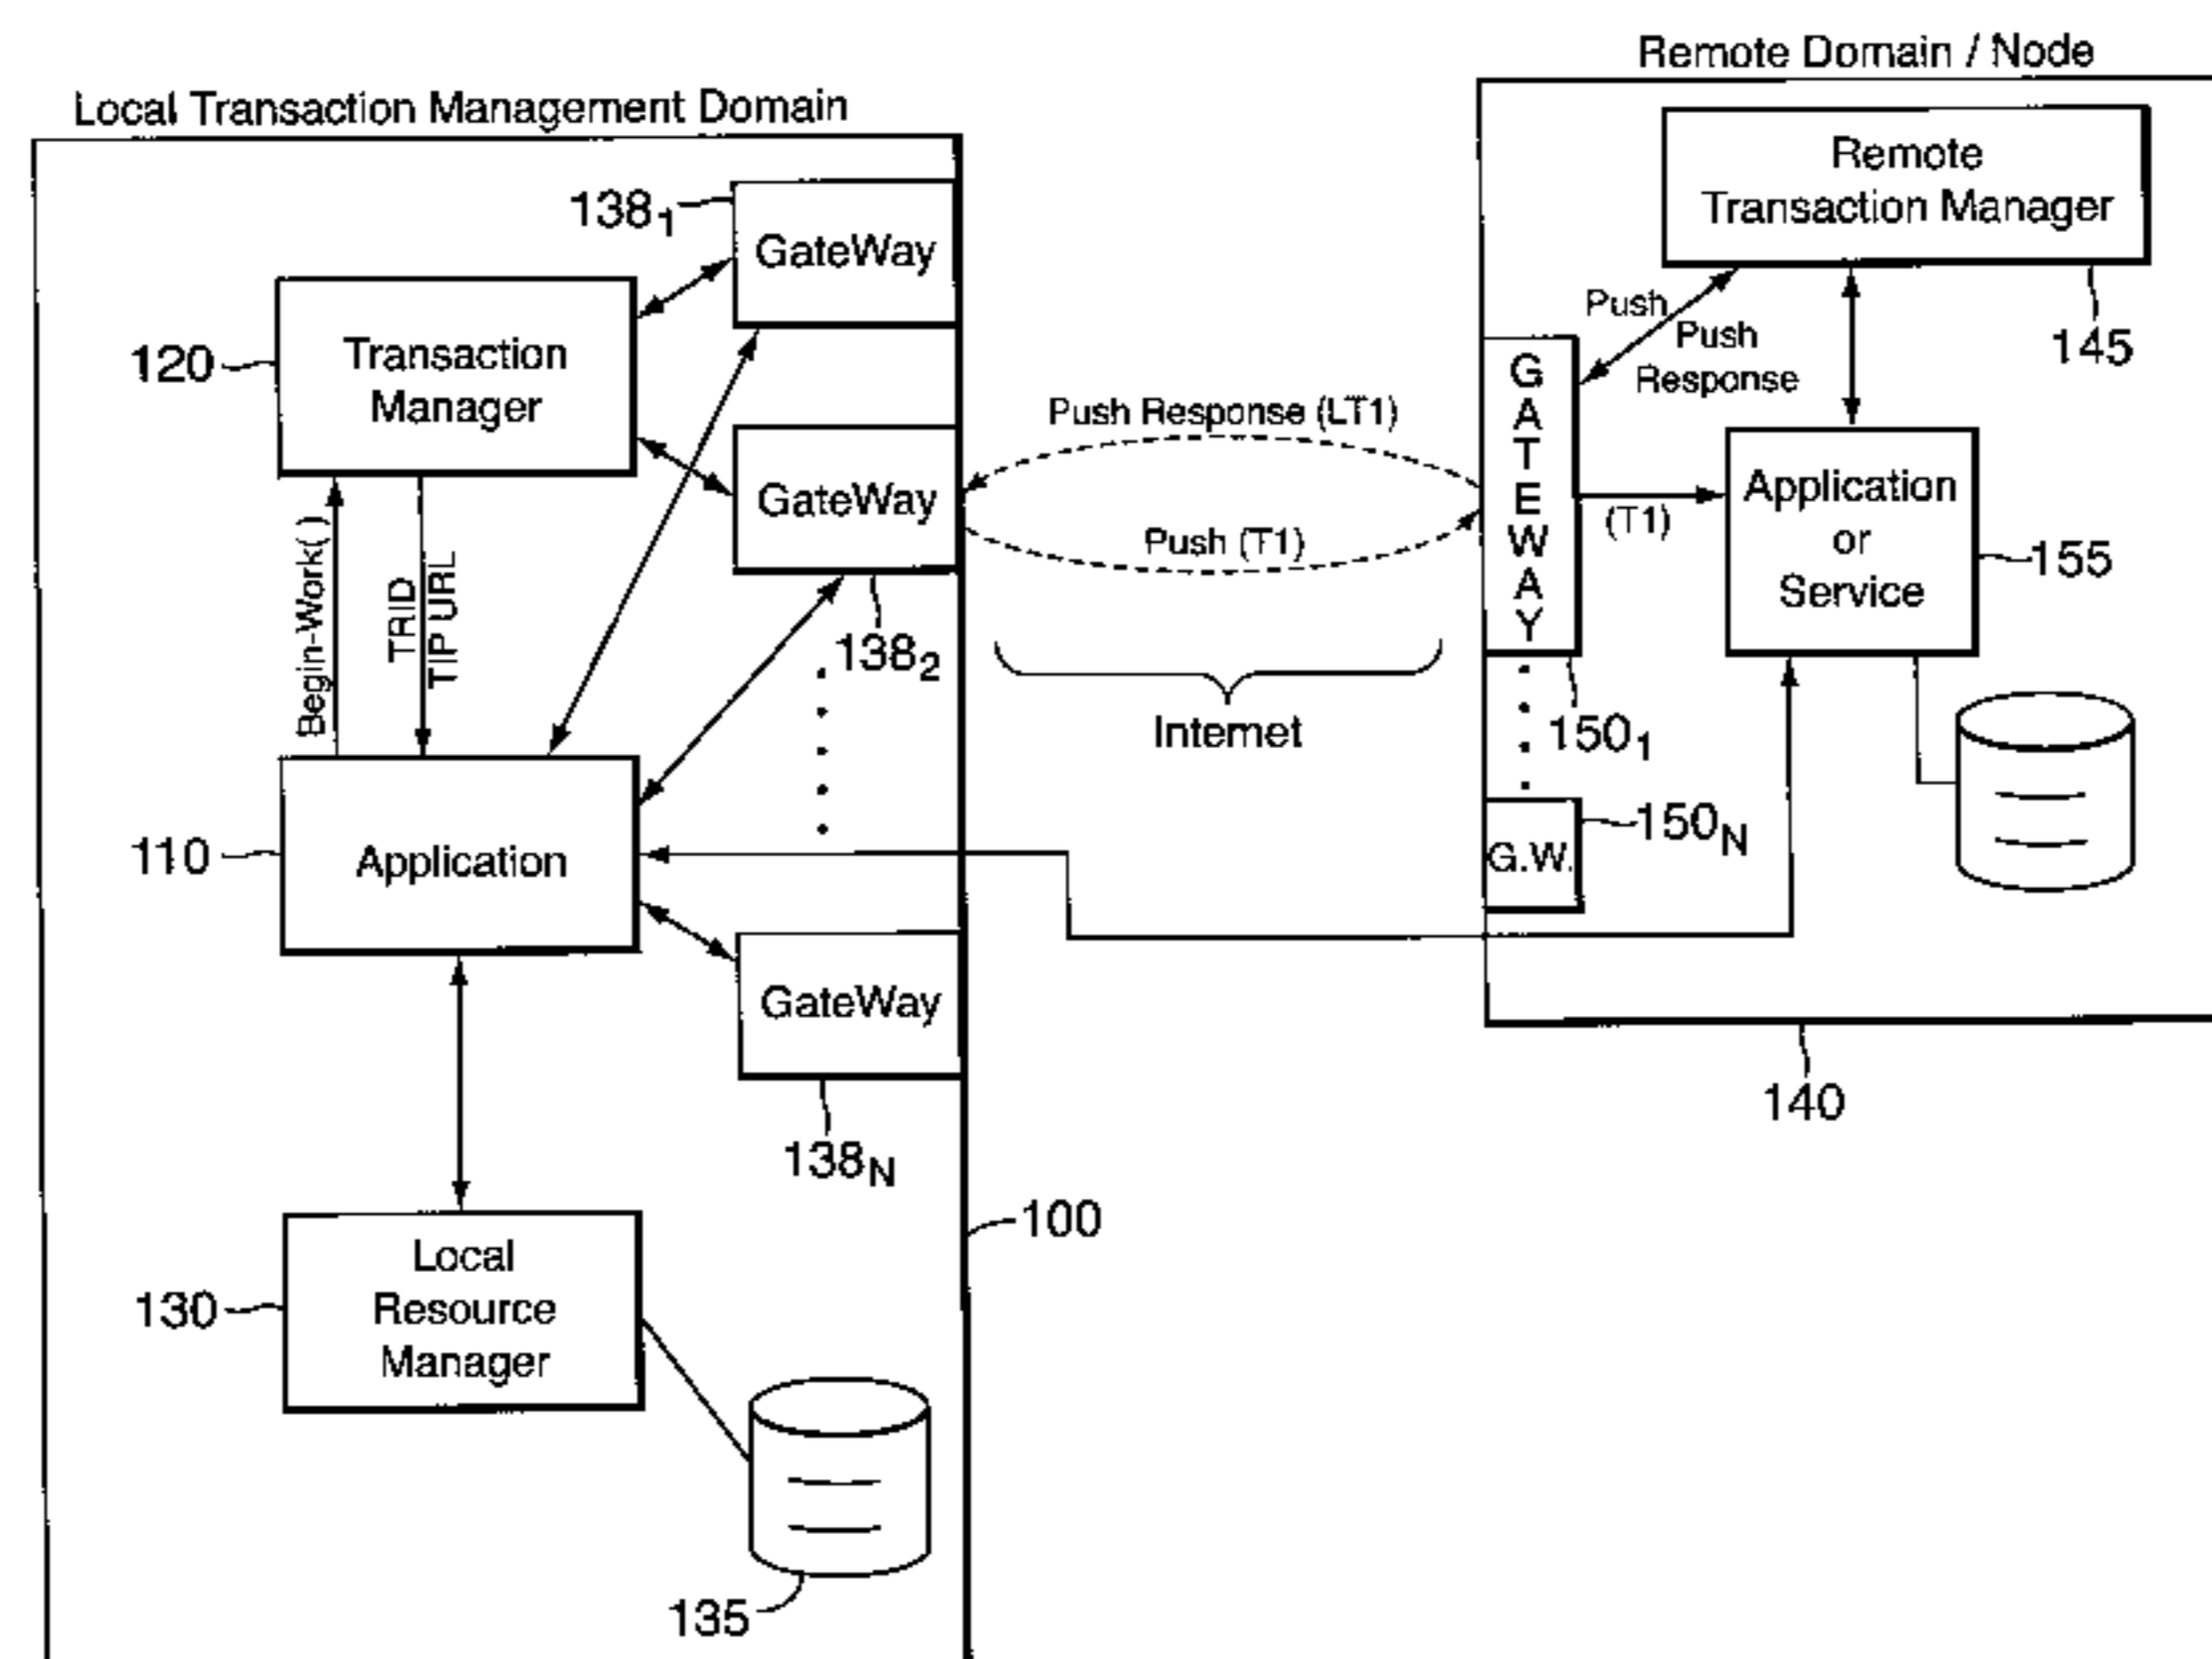 Remote Domain / Node
Local Transaction Management Domain
Remote
Transaction Manager
145
138₁
GateWay
120
Transaction
Manager
Push
Push
Response
GATEWAY
Push Response (LT1)
GateWay
Push (T1)
(T1)
Application
or
Service
155
Begin-Work( )
TRID
TIP URL
138₂
Internet
150₁
150N
G.W.
110
Application
GateWay
138N
140
100
130
Local
Resource
Manager
135